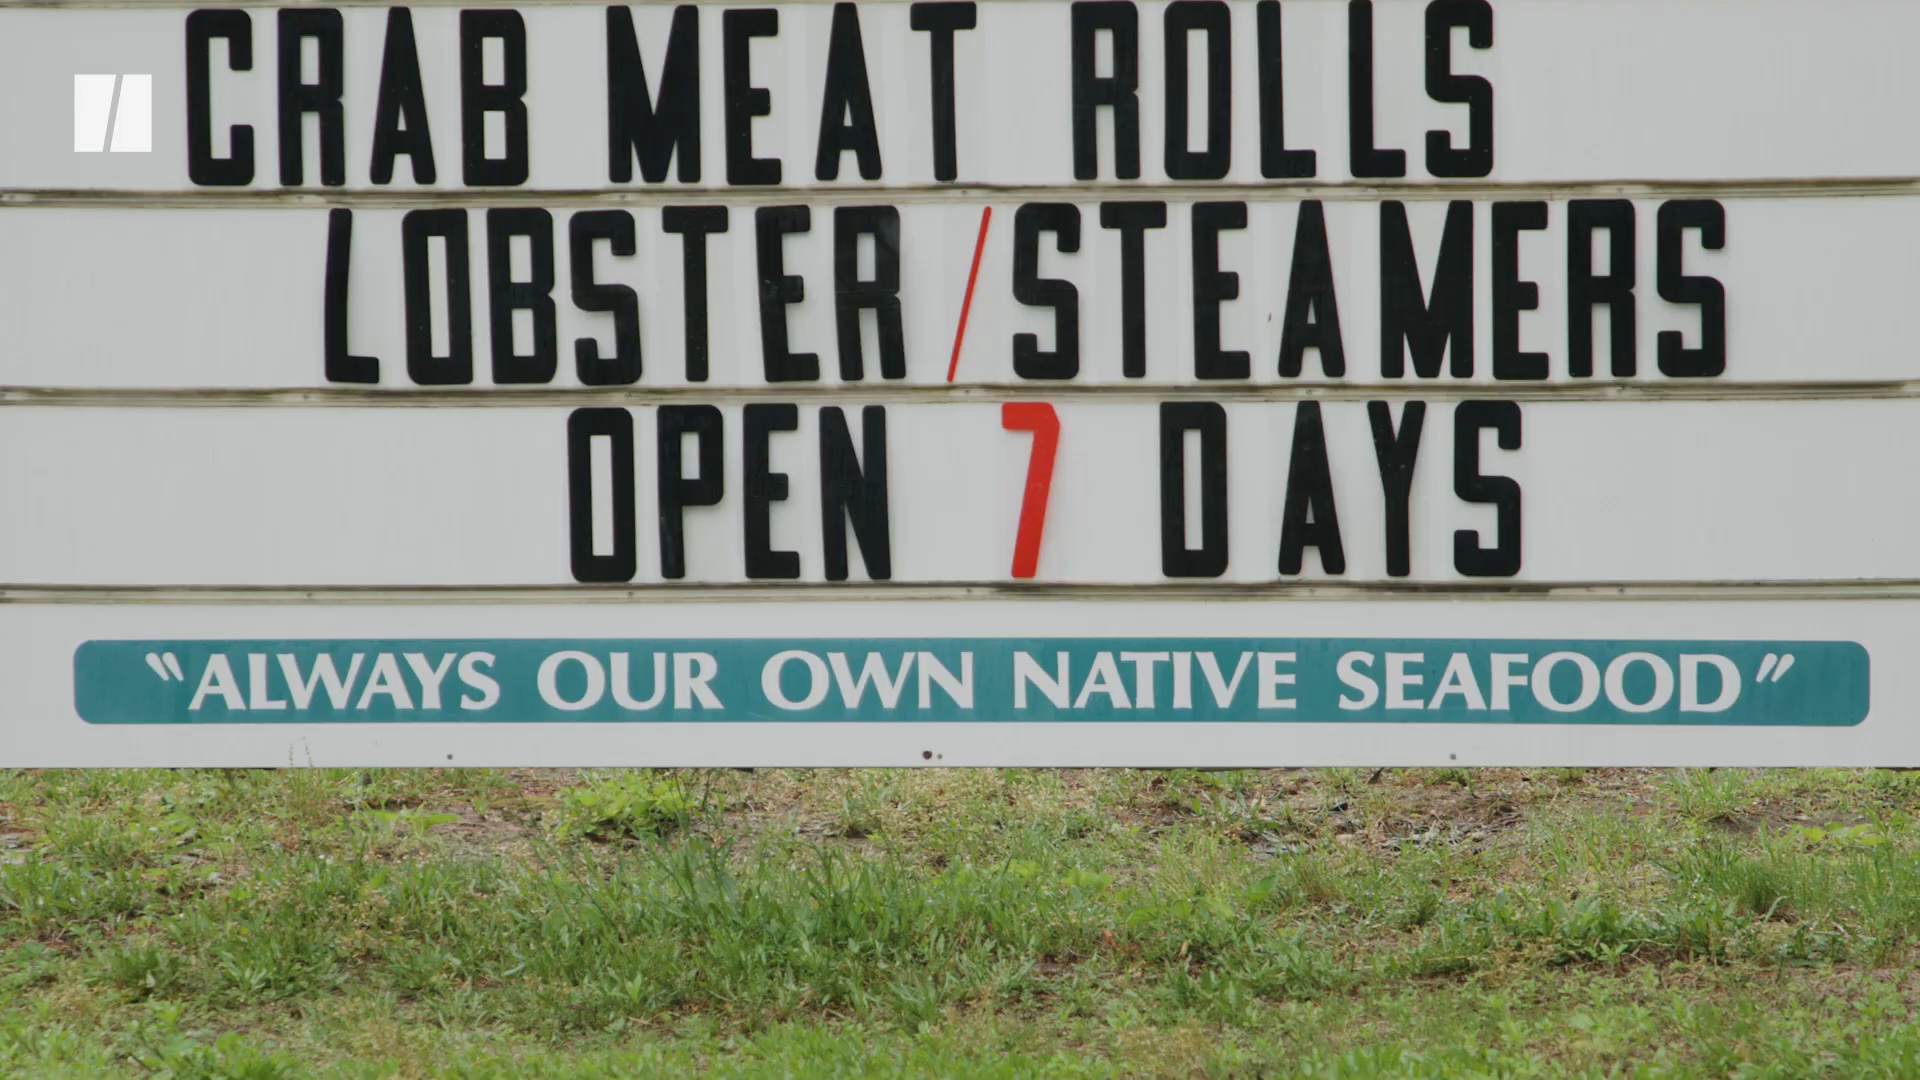 CRAB MEAT ROLLS
LOBSTER/STEAMERS
OPEN 7 DAYS
"ALWAYS OUR OWN NATIVE SEAFOOD"